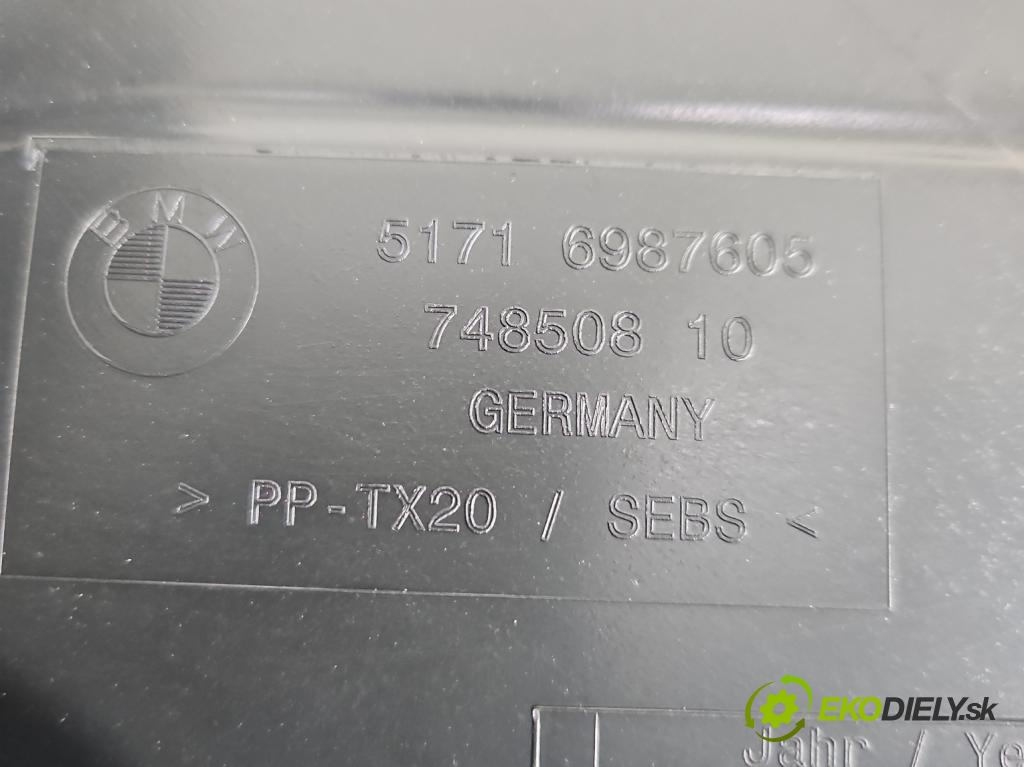 BMW
5171 6987605
748508 10
GERMANY
> PP-TX20 / SEBS <
Jahr / Ye
EKODIELY.sk